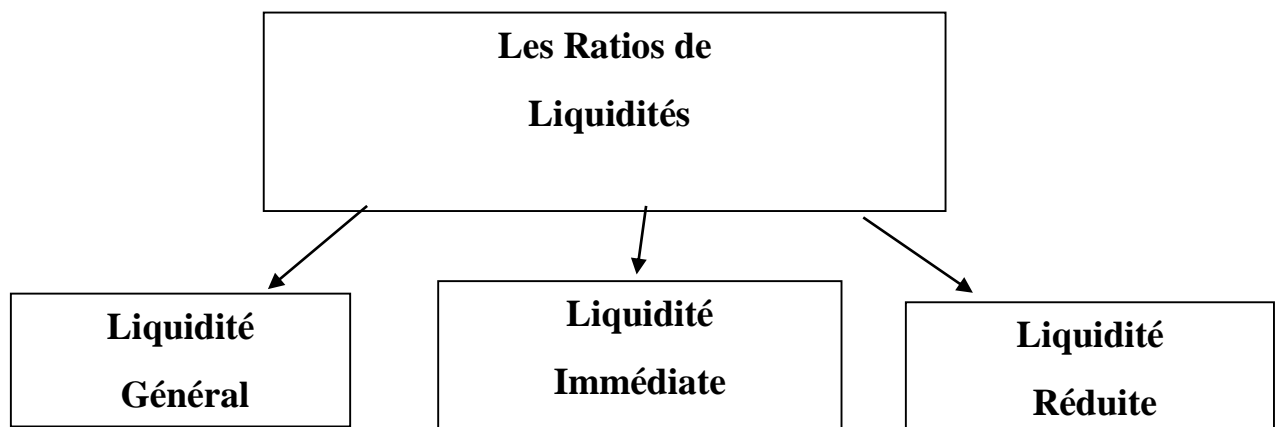 Les Ratios de
Liquidités
Liquidité
Général
Liquidité
Immédiate
Liquidité
Réduite